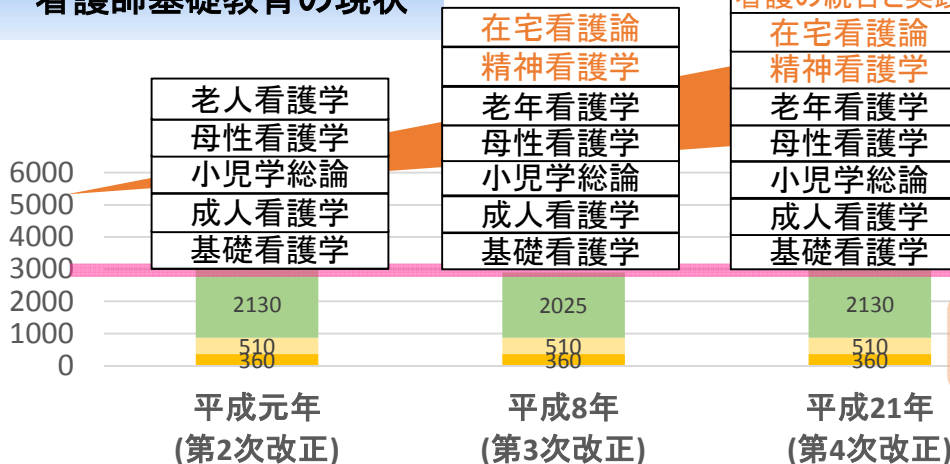 看護師基礎教育の現状
老人看護学
母性看護学
小児学総論
成人看護学
基礎看護学
在宅看護論
精神看護学
老年看護学
母性看護学
小児学総論
成人看護学
基礎看護学
看護の統合と実践
在宅看護論
精神看護学
老年看護学
母性看護学
小児学総論
成人看護学
基礎看護学
6000
5000
4000
3000
2000
1000
0
2130
510
360
2025
510
360
2130
510
360
平成元年
(第2次改正)
平成8年
(第3次改正)
平成21年
(第4次改正)